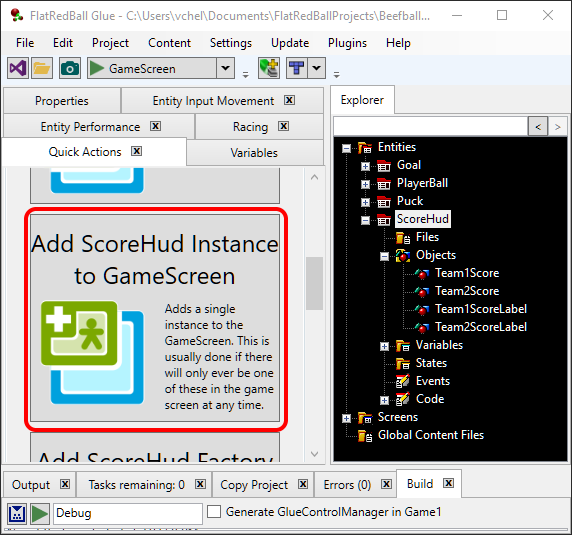 FlatRedBall Glue - C:\Users\vchel\Documents\FlatRedBallProjects\Beefball...
File Edit Project Content Settings Update Plugins Help
GameScreen
Properties
Entity Input Movement
Entity Performance
Racing
Quick Actions
Variables
Add ScoreHud Instance
to GameScreen
Adds a single
instance to the
GameScreen. This is
usually done if there
will only ever be one
of these in the game
screen at any time.
Add ScoreHud Factory
Explorer
< >
Entities
Goal
PlayerBall
Puck
ScoreHud
Files
Objects
Team1Score
Team2Score
Team1ScoreLabel
Team2ScoreLabel
Variables
States
Events
Code
Screens
Global Content Files
Output Tasks remaining: 0 Copy Project Errors (0) Build
Debug Generate GlueControlManager in Game1